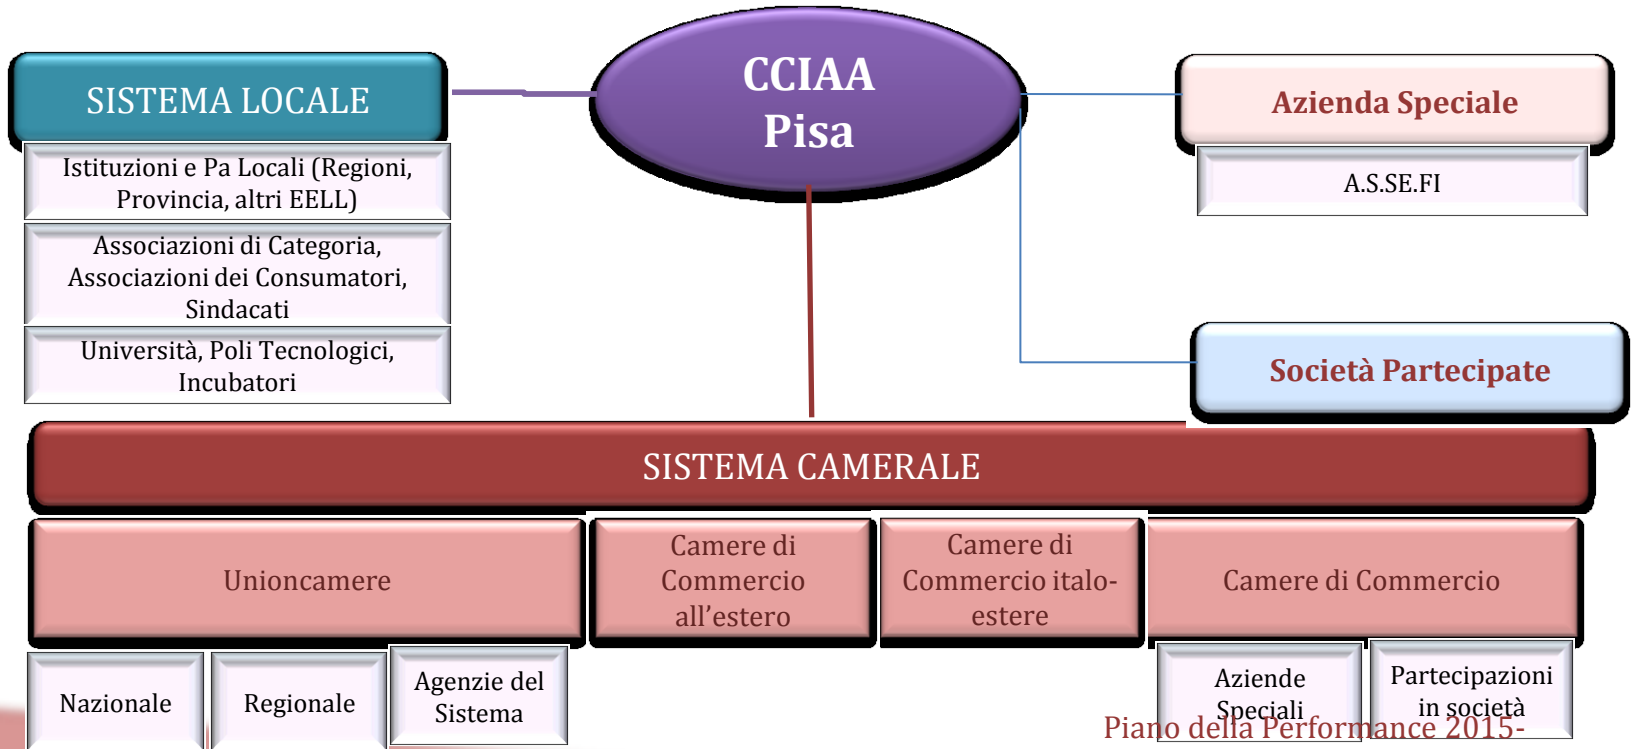 CCIAA
Pisa
SISTEMA LOCALE
Istituzioni e Pa Locali (Regioni,
Provincia, altri EELL)
Associazioni di Categoria,
Associazioni dei Consumatori,
Sindacati
Università, Poli Tecnologici,
Incubatori
Azienda Speciale
A.S.SE.FI
Società Partecipate
SISTEMA CAMERALE
Unioncamere
Camere di
Commercio
all'estero
Camere di
Commercio italo-
estere
Camere di Commercio
Nazionale
Regionale
Agenzie del
Sistema
Aziende
Speciali
Partecipazioni
in società
Piano della Performance 2015-